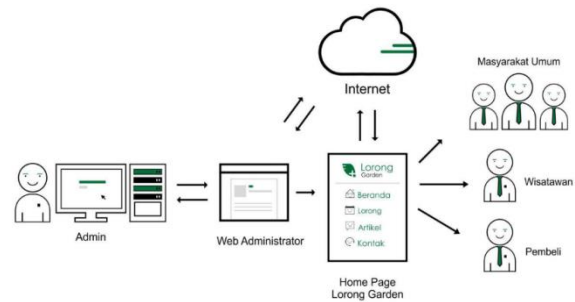 Internet
Masyarakat Umum
Lorong
Garden
Beranda
Lorong
Artikel
Kontak
Wisatawan
Pembeli
Admin
Web Administrator
Home Page
Lorong Garden